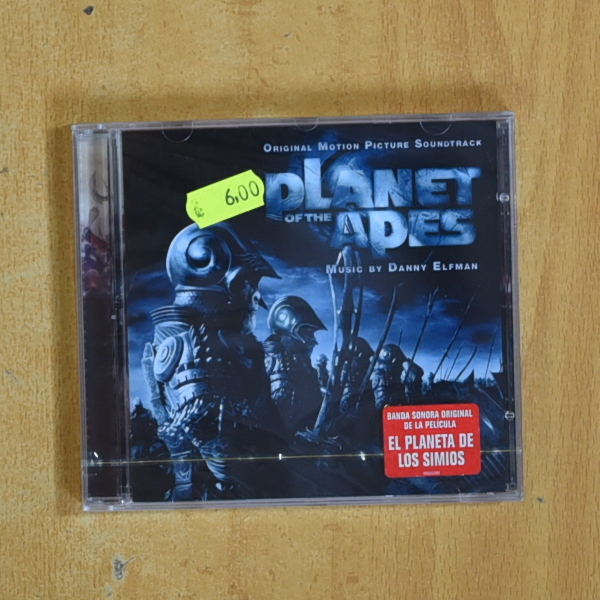 ORIGINAL MOTION PICTURE SOUNDTRACK
€ 6,00
PLANET
OF THE APES
MUSIC BY DANNY ELFMAN
BANDA SONORA ORIGINAL
DE LA PELÍCULA
EL PLANETA DE
LOS SIMIOS